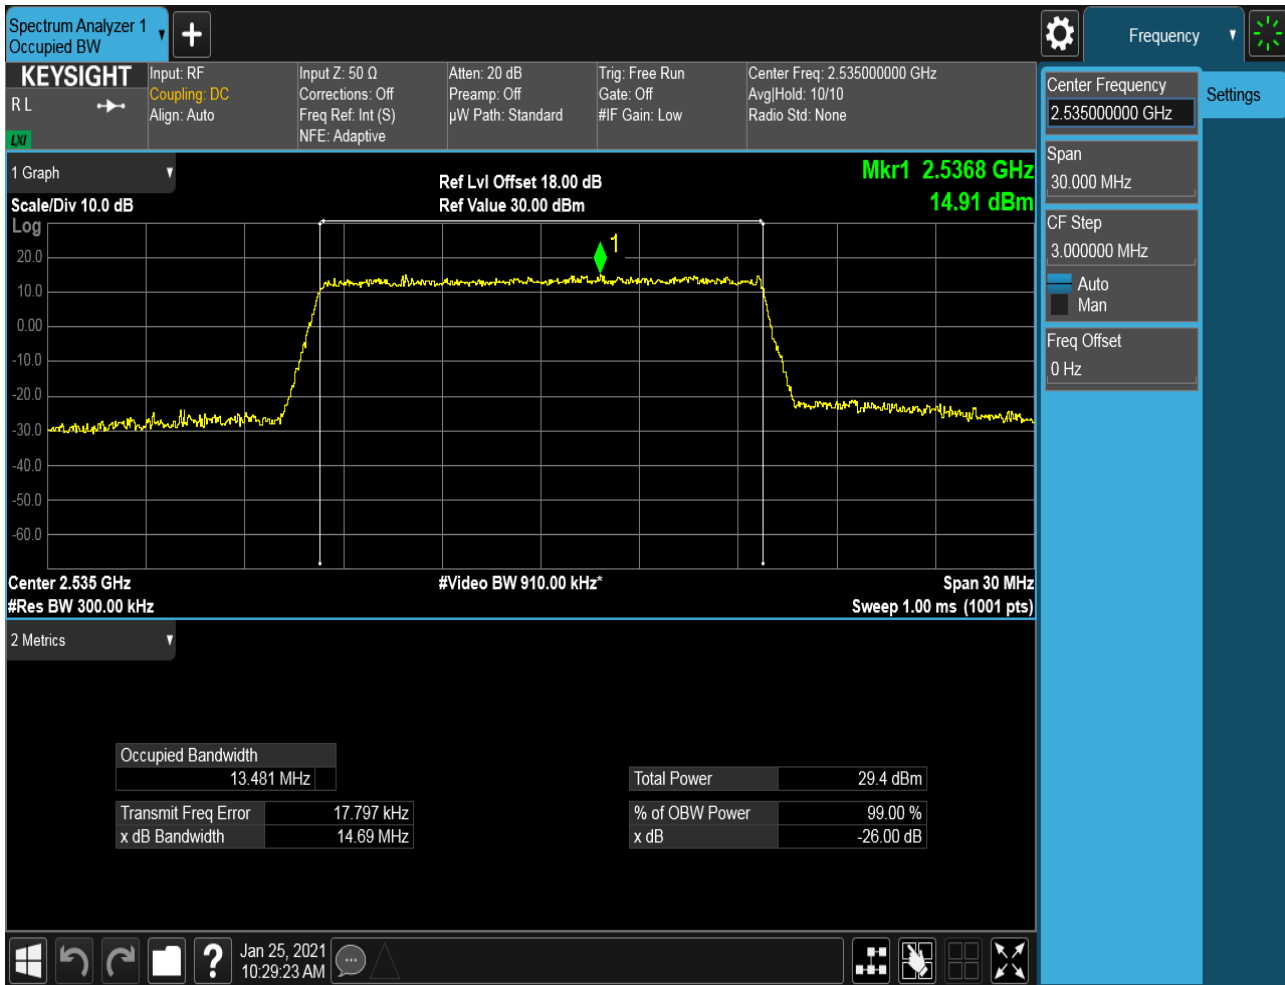 Spectrum Analyzer 1
Occupied BW
+
Frequency
KEYSIGHT
R L
LXI
Input: RF
Coupling: DC
Align: Auto
Input Z: 50 Ω
Corrections: Off
Freq Ref: Int (S)
NFE: Adaptive
Atten: 20 dB
Preamp: Off
µW Path: Standard
Trig: Free Run
Gate: Off
#IF Gain: Low
Center Freq: 2.535000000 GHz
Avg|Hold: 10/10
Radio Std: None
Center Frequency
2.535000000 GHz
Settings
Span
30.000 MHz
CF Step
3.000000 MHz
Auto
Man
Freq Offset
0 Hz
1 Graph
Scale/Div 10.0 dB
Ref Lvl Offset 18.00 dB
Ref Value 30.00 dBm
Mkr1 2.5368 GHz
14.91 dBm
Log
1
20.0
10.0
0.00
-10.0
-20.0
-30.0
-40.0
-50.0
-60.0
Center 2.535 GHz
#Video BW 910.00 kHz*
Span 30 MHz
#Res BW 300.00 kHz
Sweep 1.00 ms (1001 pts)
2 Metrics
Occupied Bandwidth
13.481 MHz
Total Power 29.4 dBm
Transmit Freq Error 17.797 kHz
% of OBW Power 99.00 %
x dB Bandwidth 14.69 MHz
x dB -26.00 dB
?
Jan 25, 2021
10:29:23 AM